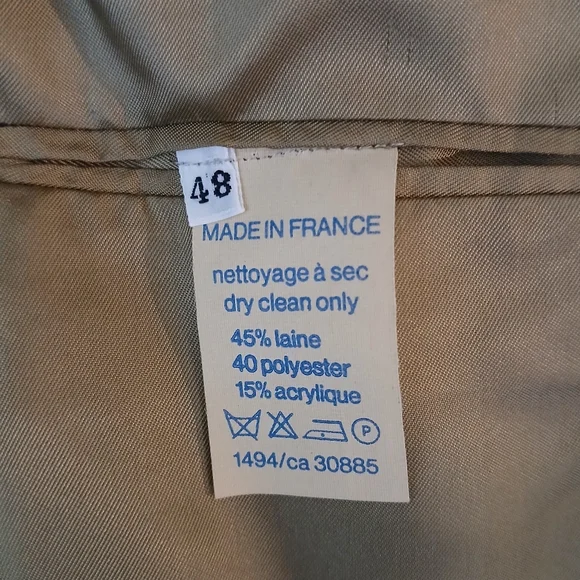 48
MADE IN FRANCE
nettoyage à sec
dry clean only
45% laine
40 polyester
15% acrylique
P
1494/ca 30885